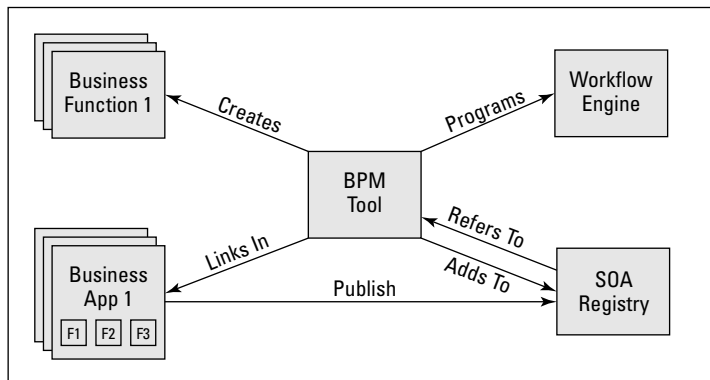 Business
Function 1
Creates
Programs
Workflow
Engine
BPM
Tool
Links In
Refers To
Adds To
Business
App 1
F1 F2 F3
Publish
SOA
Registry